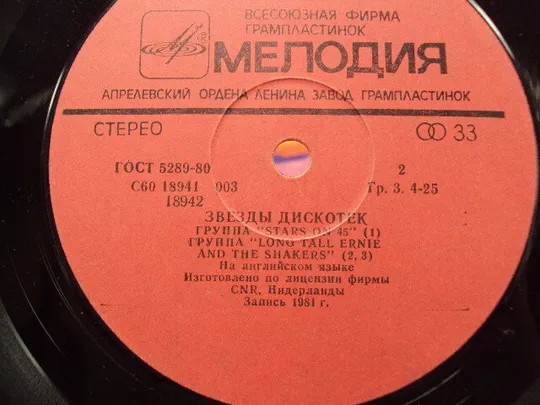 ВСЕСОЮЗНАЯ ФИРМА
ГРАМПЛАСТИНОК
МЕЛОДИЯ
АПРЕЛЕВСКИЙ ОРДЕНА ЛЕНИНА ЗАВОД ГРАМПЛАСТИНОК
СТЕРЕО 33
ГОСТ 5289-80 2
С60 18941 003 Гр. 3. 4-25
18942
ЗВЕЗДЫ ДИСКОТЕК
ГРУППА "STARS ON 45" (1)
ГРУППА "LONG TALL ERNIE
AND THE SHAKERS" (2, 3)
На английском языке
Изготовлено по лицензии фирмы
CNR, Нидерланды
Запись 1981 г.